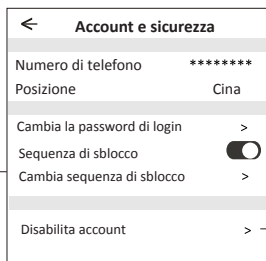 ← Account e sicurezza
Numero di telefono ********
Posizione Cina
Cambia la password di login >
Sequenza di sblocco
Cambia sequenza di sblocco >
Disabilita account >